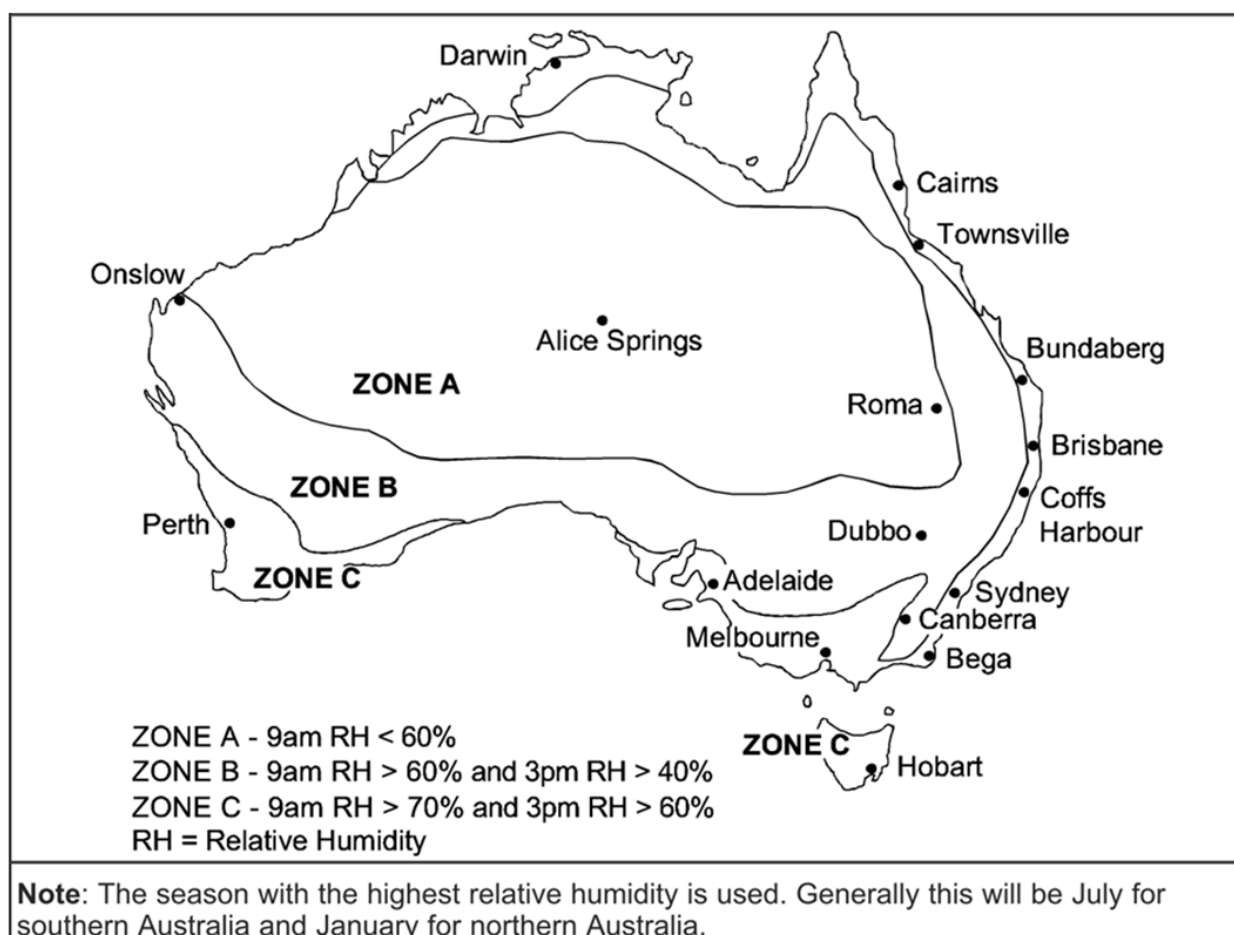 Darwin
Cairns
Townsville
Onslow
Alice Springs
Bundaberg
ZONE A
Roma
Brisbane
ZONE B
Coffs
Harbour
Perth
Dubbo
ZONE C
Adelaide
Sydney
Canberra
Melbourne
Bega
ZONE C
Hobart
ZONE A - 9am RH < 60%
ZONE B - 9am RH > 60% and 3pm RH > 40%
ZONE C - 9am RH > 70% and 3pm RH > 60%
RH = Relative Humidity
Note: The season with the highest relative humidity is used. Generally this will be July for
southern Australia and January for northern Australia.